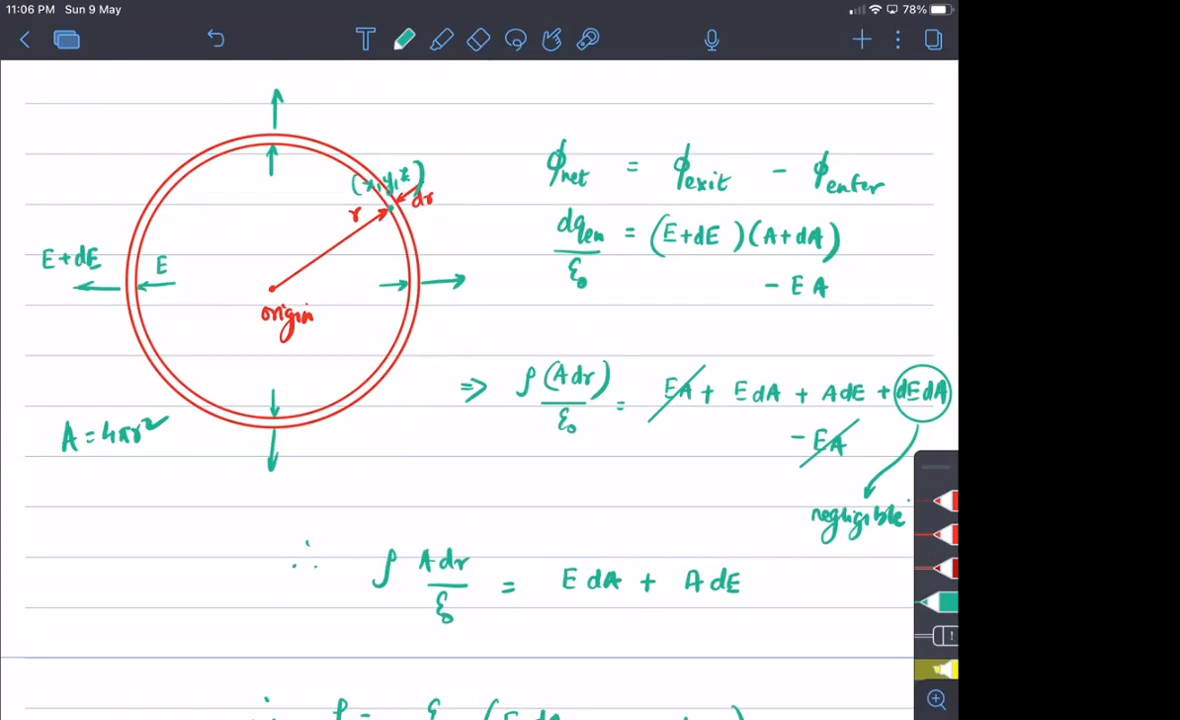 11:06 PM Sun 9 May
78%
T
(x,y,z)
dr
r
E+dE
E
origin
A = 4πr²
ϕnet = ϕexit − ϕenter
dqen/ε₀ = (E+dE)(A+dA)
− EA
⇒ ρ(Adr)/ε₀ = EA + EdA + AdE + dEdA
− EA
negligible
∴ ρ Adr/ε₀ = EdA + AdE